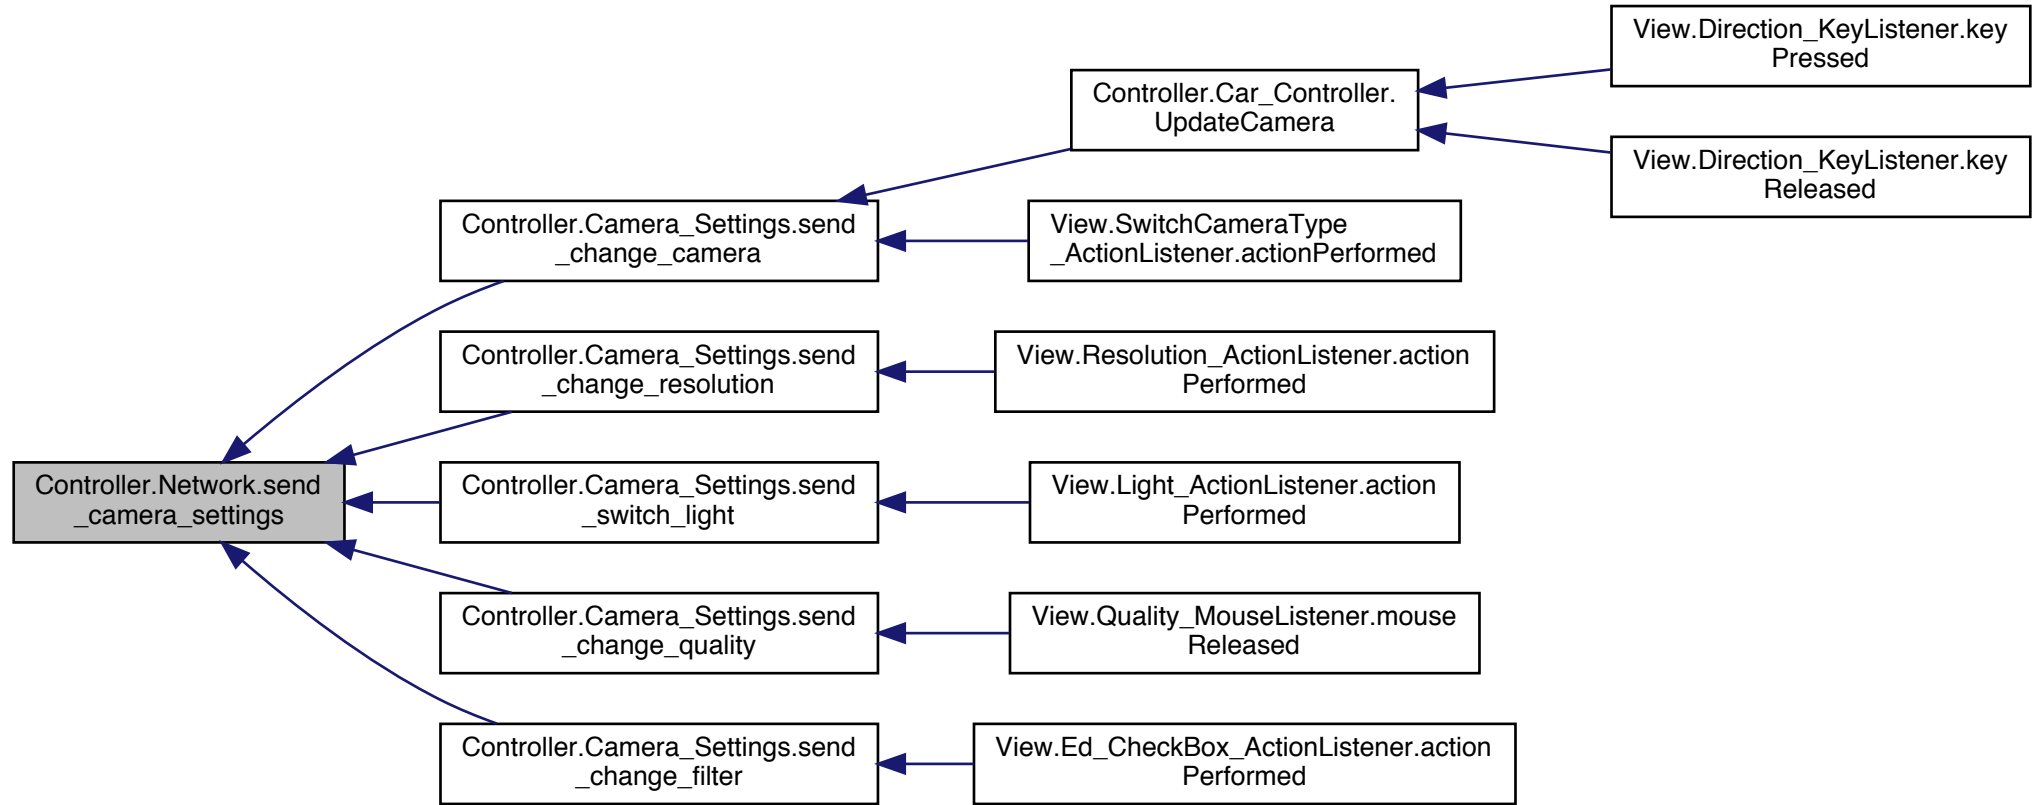 View.Direction_KeyListener.key
Pressed
Controller.Car_Controller.
UpdateCamera
View.Direction_KeyListener.key
Released
Controller.Camera_Settings.send
_change_camera
View.SwitchCameraType
_ActionListener.actionPerformed
Controller.Camera_Settings.send
_change_resolution
View.Resolution_ActionListener.action
Performed
Controller.Network.send
_camera_settings
Controller.Camera_Settings.send
_switch_light
View.Light_ActionListener.action
Performed
Controller.Camera_Settings.send
_change_quality
View.Quality_MouseListener.mouse
Released
Controller.Camera_Settings.send
_change_filter
View.Ed_CheckBox_ActionListener.action
Performed